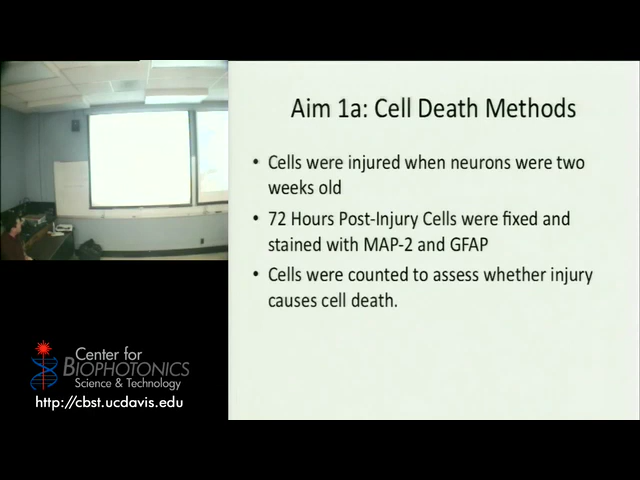 Aim 1a: Cell Death Methods
• Cells were injured when neurons were two
weeks old
• 72 Hours Post-Injury Cells were fixed and
stained with MAP-2 and GFAP
• Cells were counted to assess whether injury
causes cell death.
Center for
BIOPHOTONICS
Science & Technology
http://cbst.ucdavis.edu